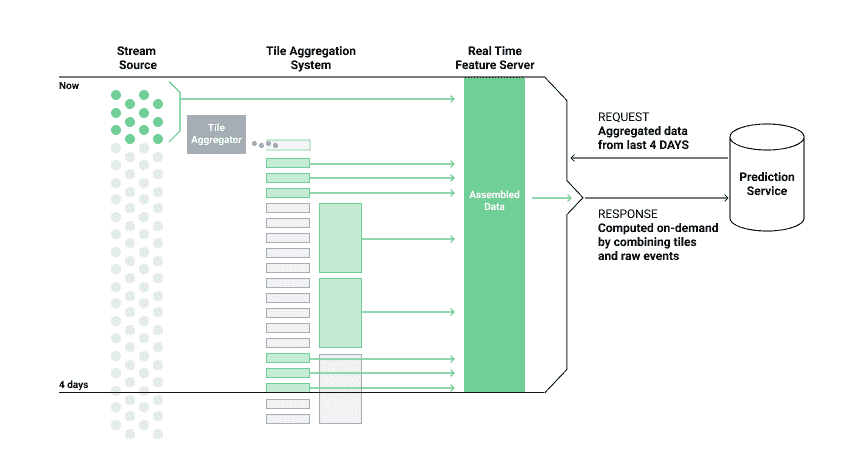 Stream
Source
Tile Aggregation
System
Real Time
Feature Server
Now
Tile
Aggregator
REQUEST
Aggregated data
from last 4 DAYS
Prediction
Service
Assembled
Data
RESPONSE
Computed on-demand
by combining tiles
and raw events
4 days